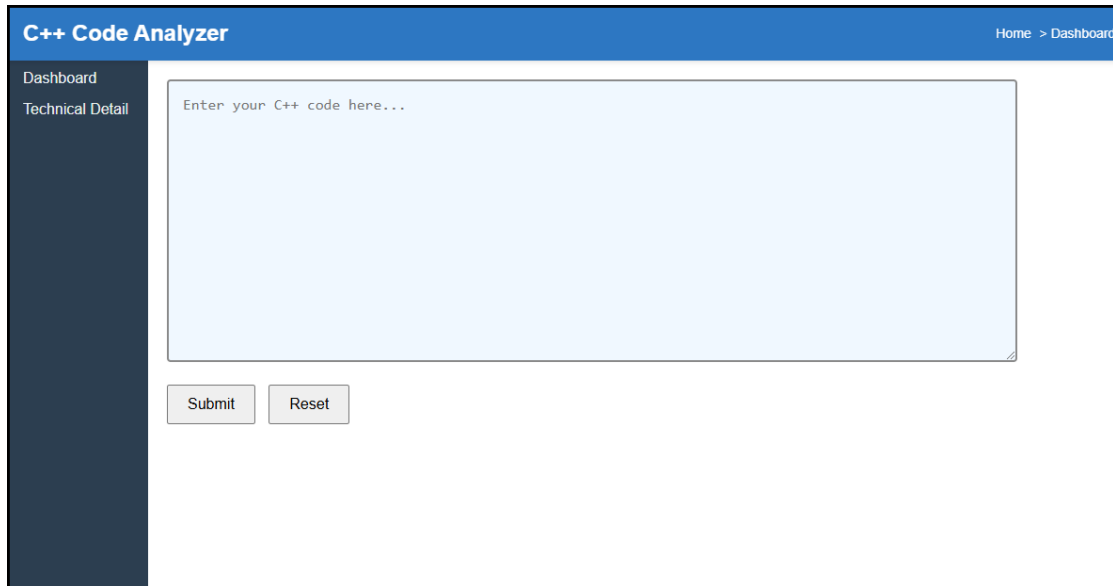 C++ Code Analyzer
Home > Dashboard
Dashboard
Technical Detail
Enter your C++ code here...
Submit
Reset